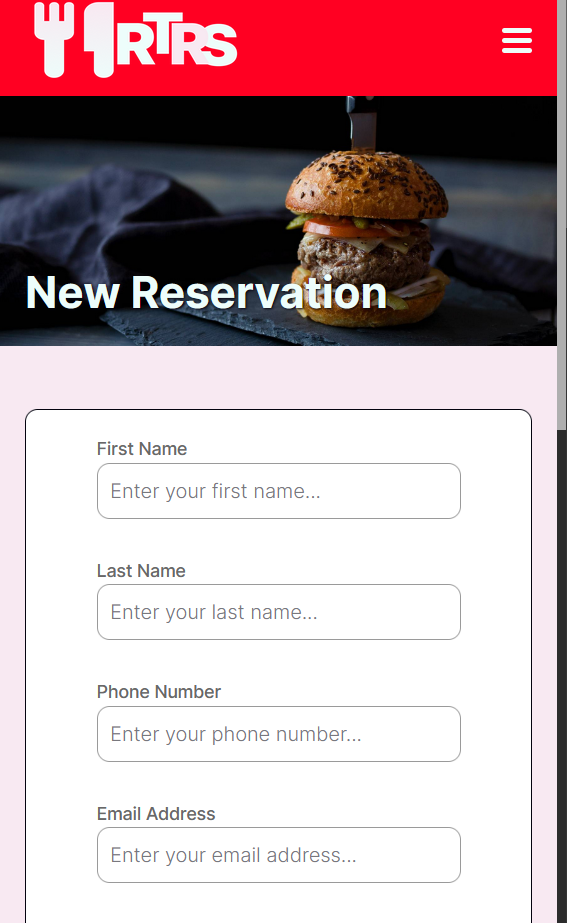 RTRS
New Reservation
First Name
Enter your first name...
Last Name
Enter your last name...
Phone Number
Enter your phone number...
Email Address
Enter your email address...